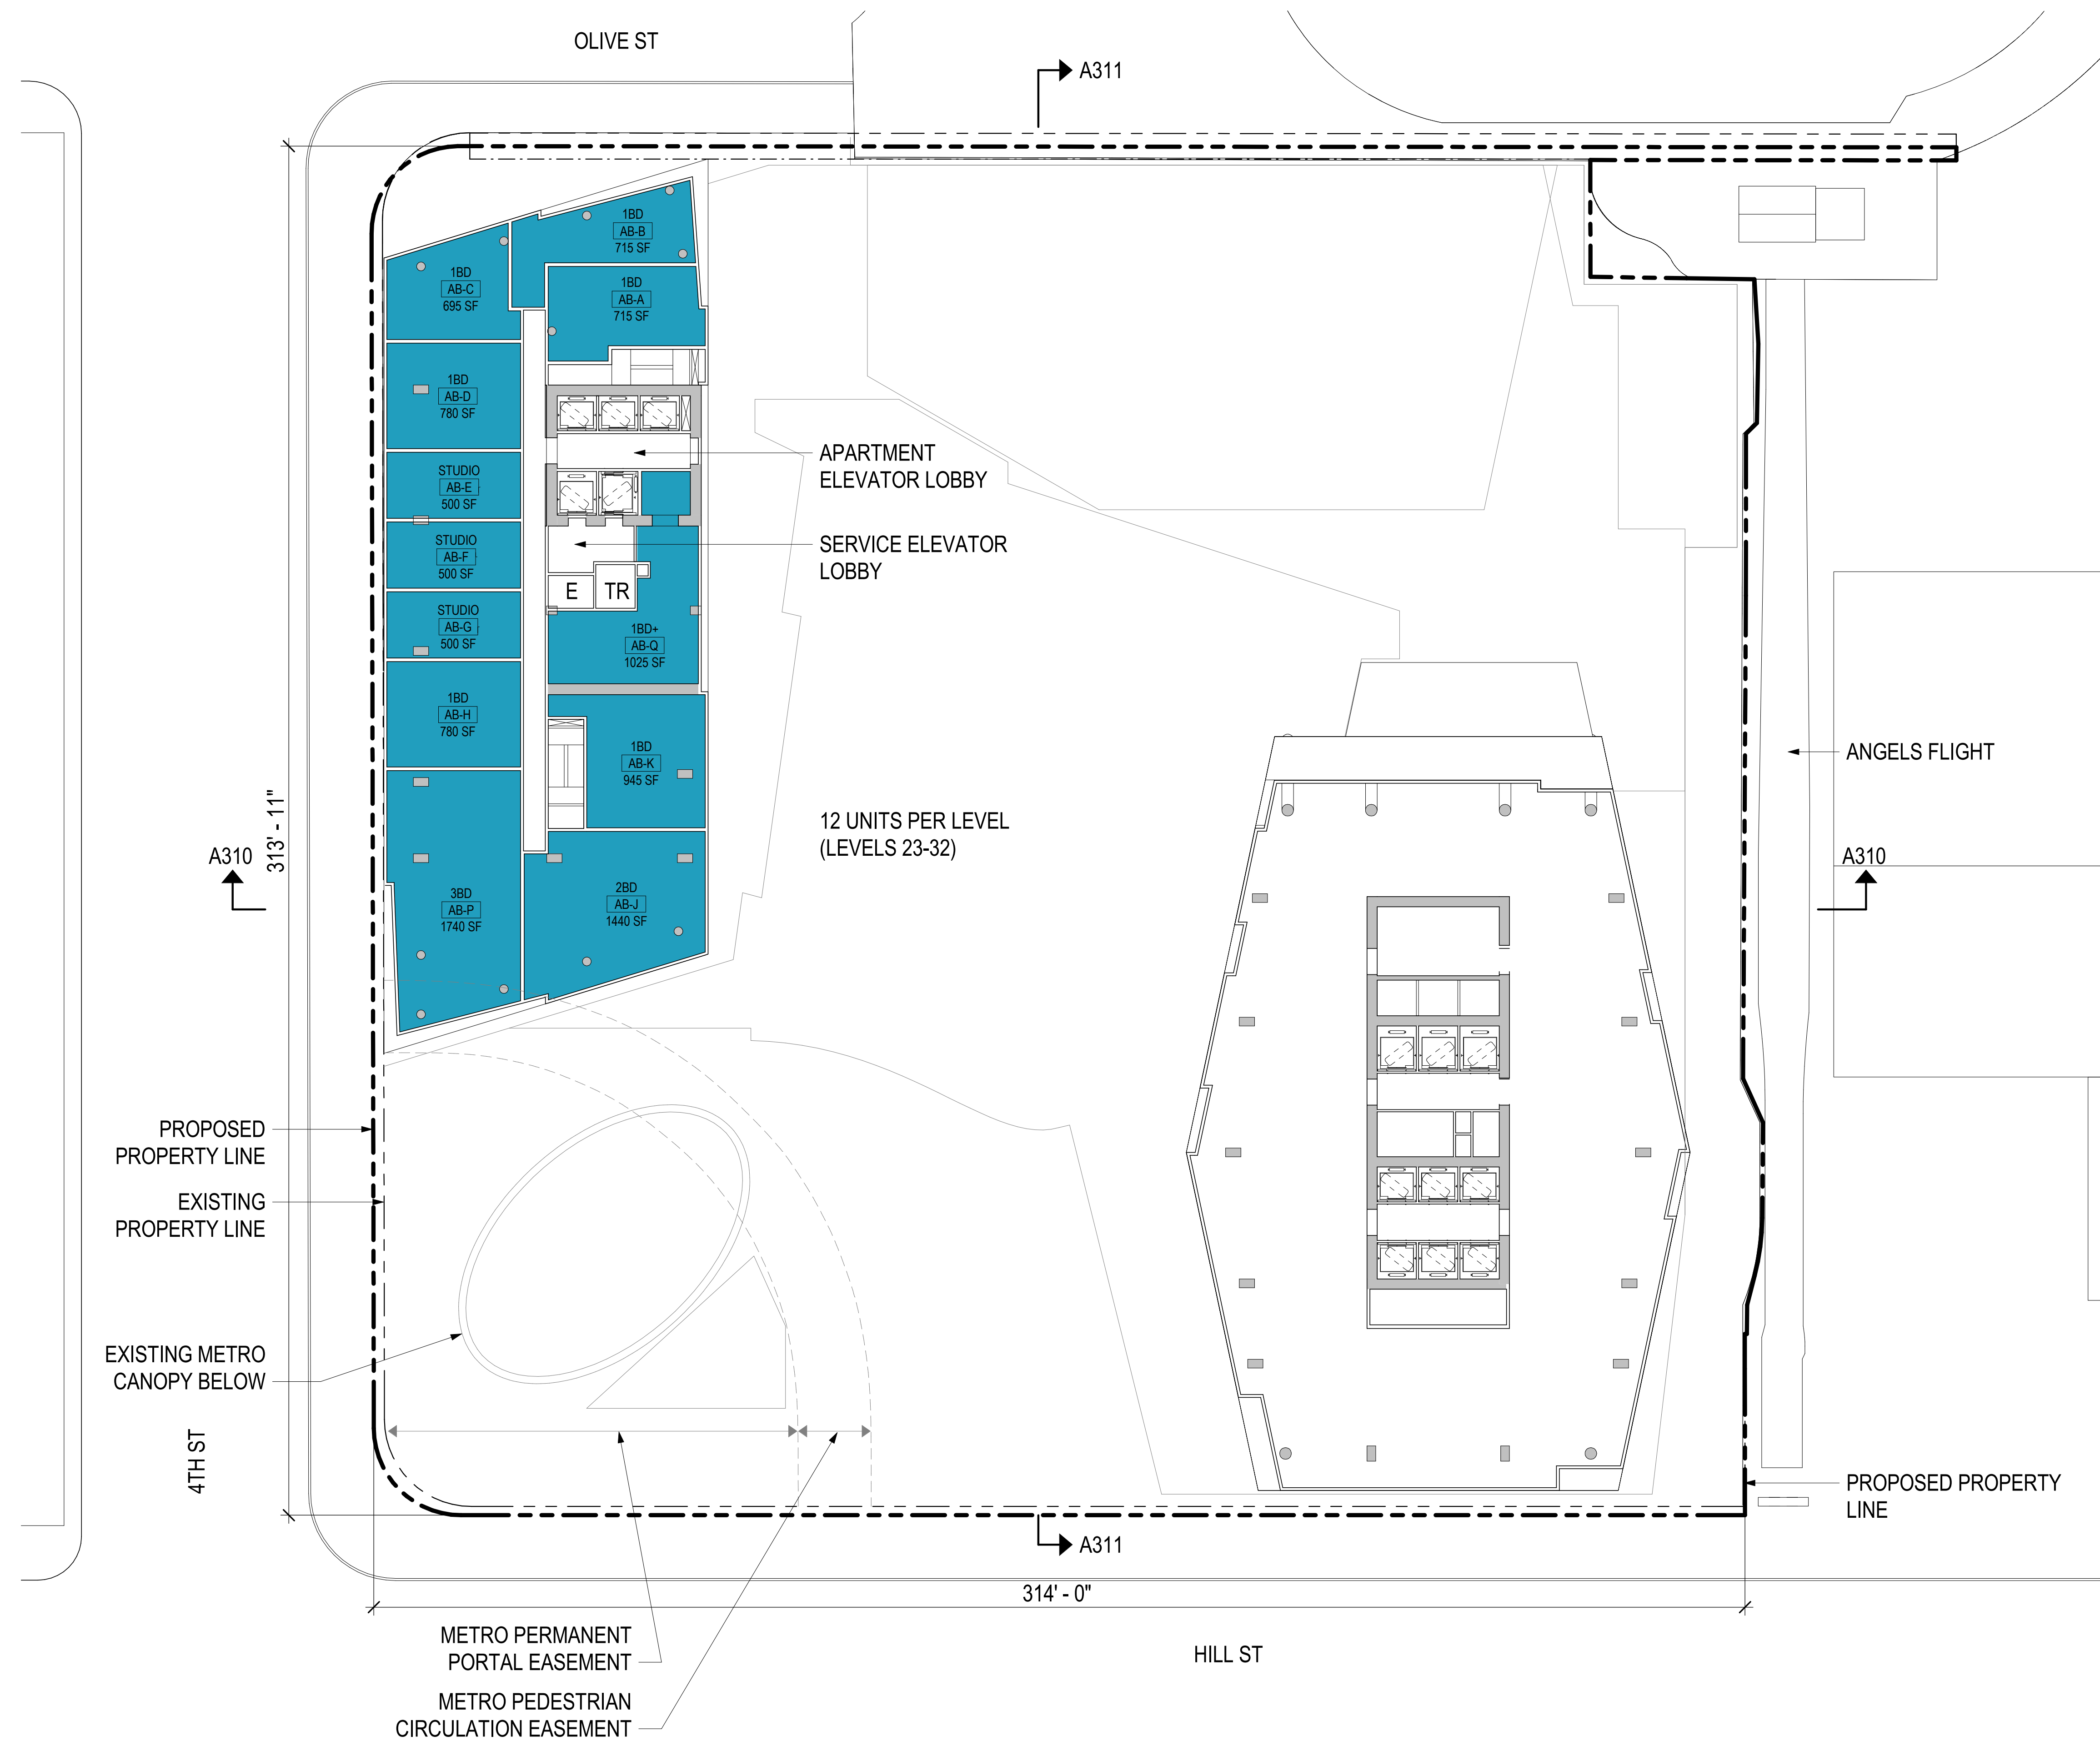 OLIVE ST
A311
1BD
AB-B
715 SF
1BD
AB-C
695 SF
1BD
AB-A
715 SF
1BD
AB-D
780 SF
STUDIO
AB-E
500 SF
STUDIO
AB-F
500 SF
STUDIO
AB-G
500 SF
1BD
AB-H
780 SF
3BD
AB-P
1740 SF
E
TR
1BD+
AB-Q
1025 SF
1BD
AB-K
945 SF
2BD
AB-J
1440 SF
APARTMENT
ELEVATOR LOBBY
SERVICE ELEVATOR
LOBBY
12 UNITS PER LEVEL
(LEVELS 23-32)
ANGELS FLIGHT
A310
313' - 11"
A310
PROPOSED
PROPERTY LINE
EXISTING
PROPERTY LINE
EXISTING METRO
CANOPY BELOW
4TH ST
PROPOSED PROPERTY
LINE
A311
314' - 0"
METRO PERMANENT
PORTAL EASEMENT
METRO PEDESTRIAN
CIRCULATION EASEMENT
HILL ST